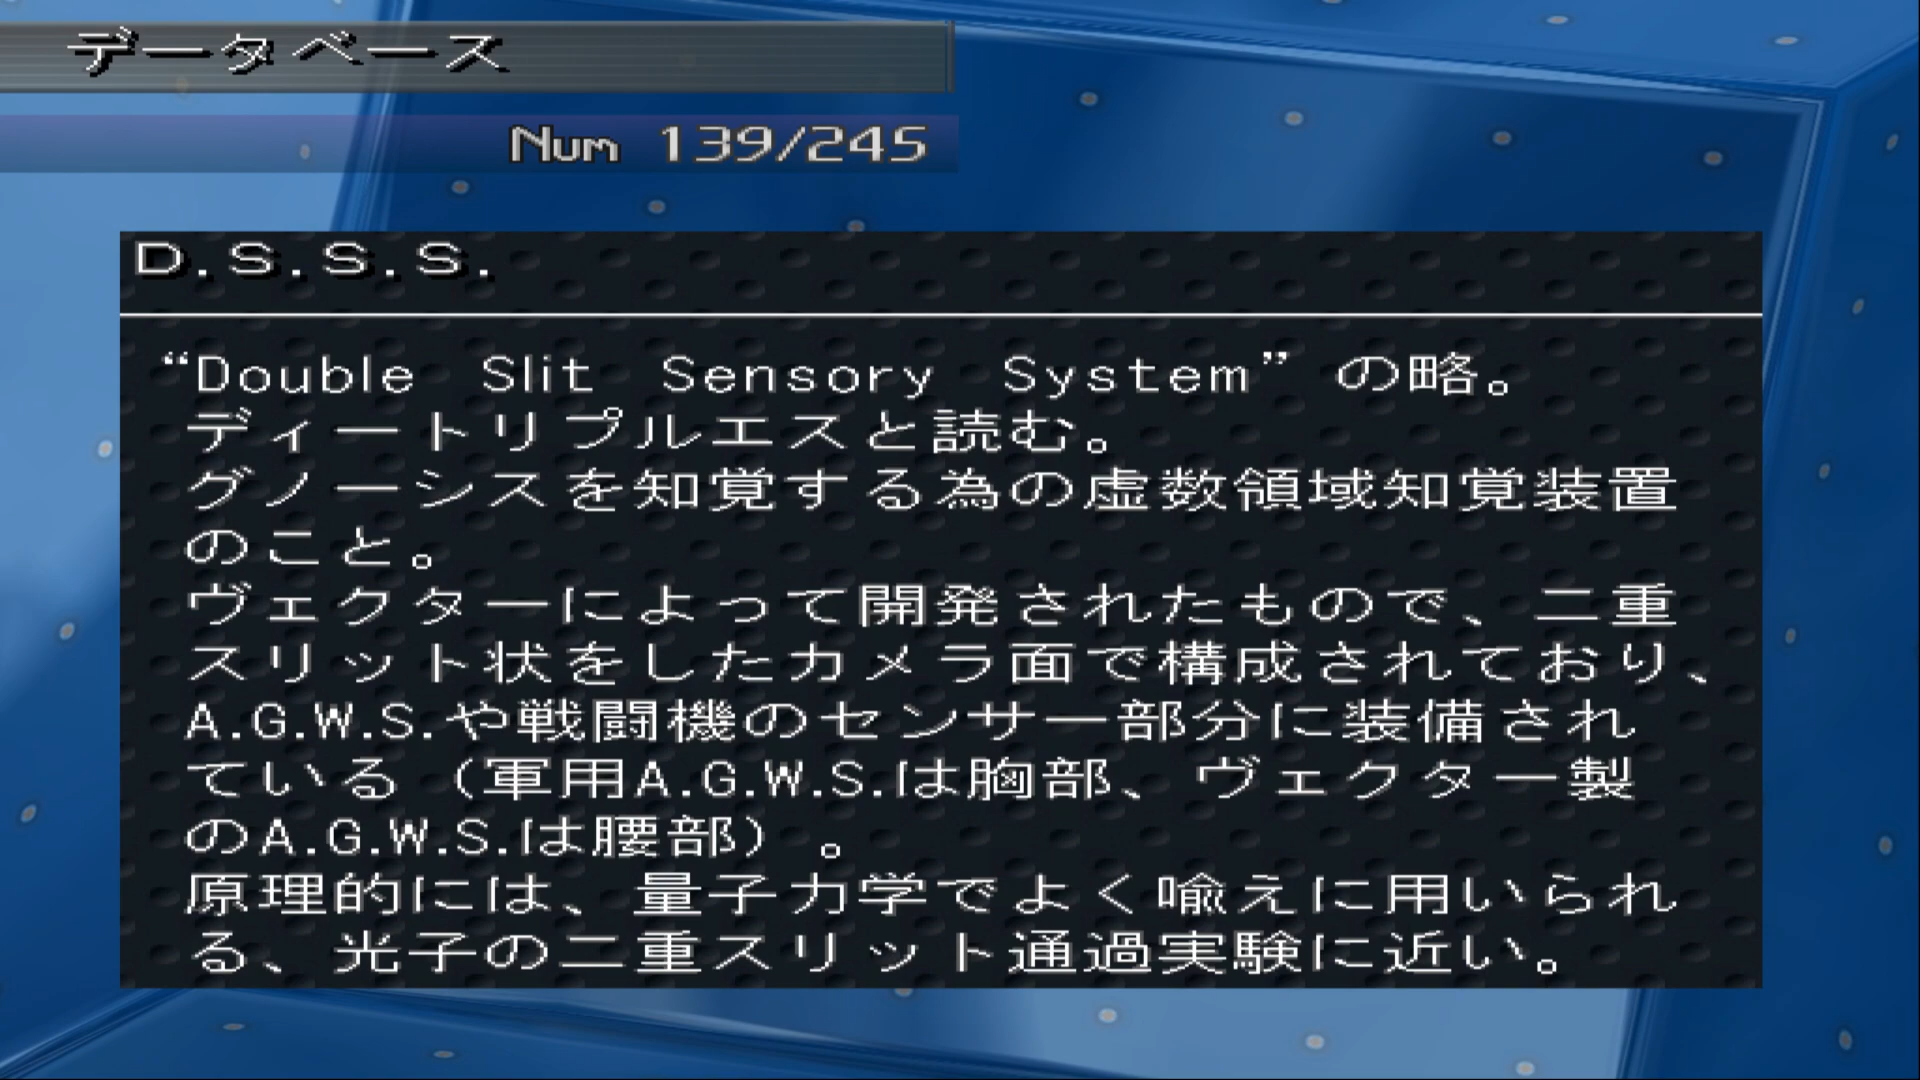 データベース
Num 139/245
D.S.S.S.
“Double Slit Sensory System”の略。
ディートリプルエスと読む。
グノーシスを知覚する為の虚数領域知覚装置
のこと。
ヴェクターによって開発されたもので、二重
スリット状をしたカメラ面で構成されており、
A.G.W.S.や戦闘機のセンサー部分に装備され
ている（軍用A.G.W.S.は胸部、ヴェクター製
のA.G.W.S.は腰部）。
原理的には、量子力学でよく喩えに用いられ
る、光子の二重スリット通過実験に近い。